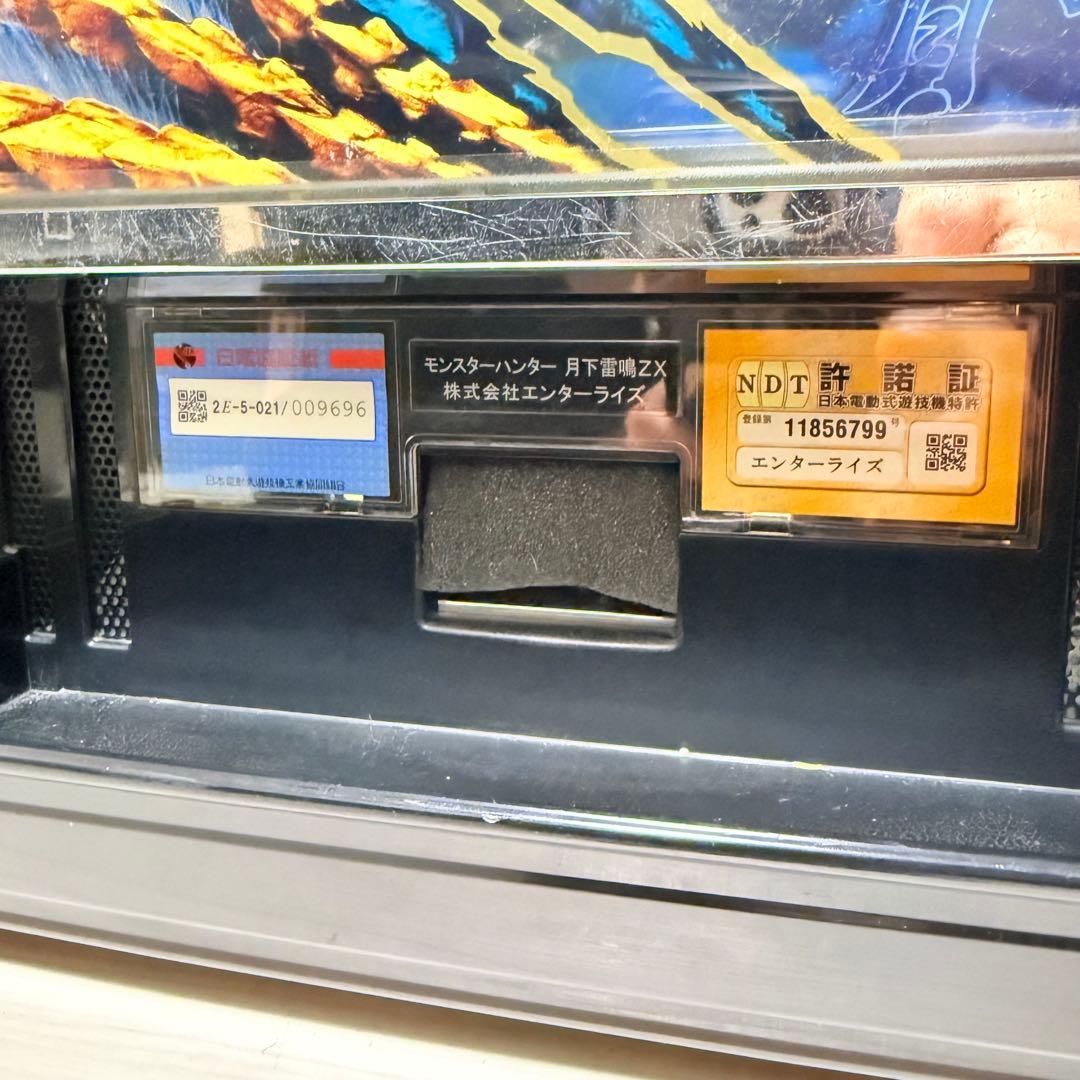 2E-5-021/009696
日本電動式遊技機工業協同組合
モンスターハンター 月下雷鳴ZX
株式会社エンターライズ
NDT 許諾証
日本電動式遊技機特許
登録第 11856799 号
エンターライズ